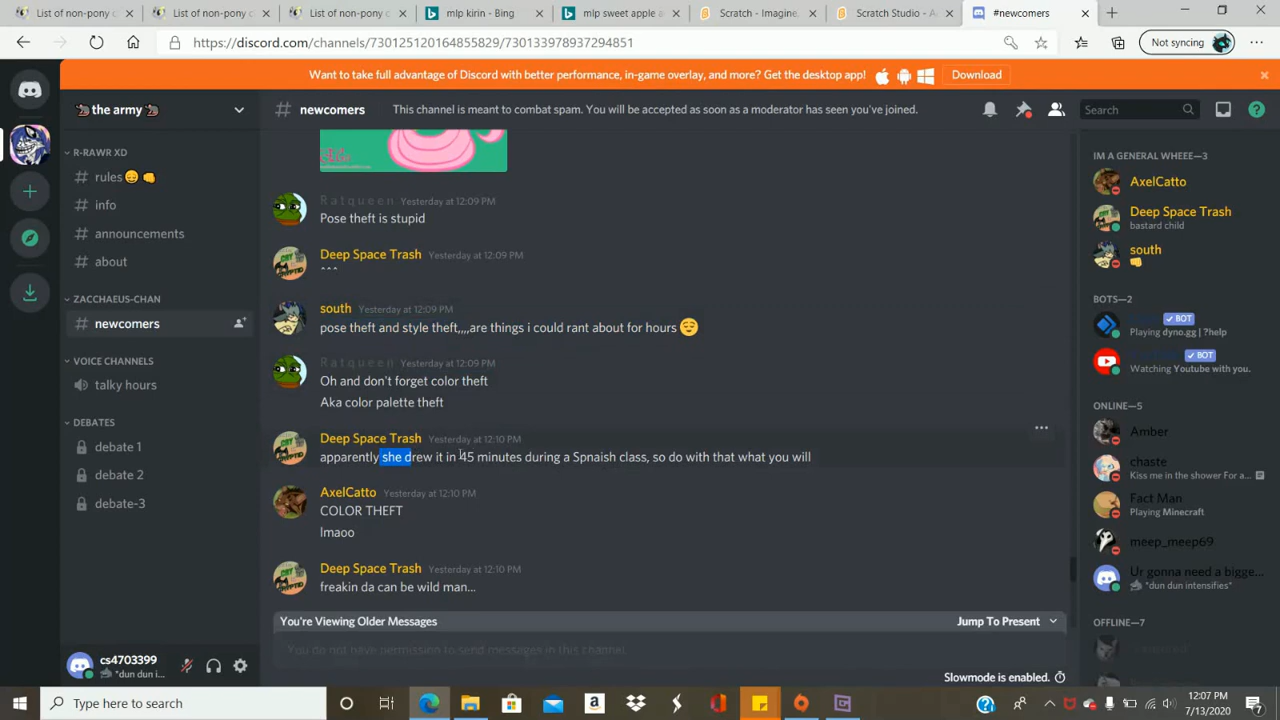 List of non-pony c
List of non-pony c
List of non-pony c
mlp kirin - Bing
mlp sweet apple a
Scratch - Imagine,
Scratch Studio - A
#newcomers
https://discord.com/channels/730125120164855829/730133978937294851
Not syncing
Want to take full advantage of Discord with better performance, in-game overlay, and more? Get the desktop app!
Download
the army
newcomers
This channel is meant to combat spam. You will be accepted as soon as a moderator has seen you've joined.
Search
R-RAWR XD
rules
info
announcements
about
ZACCHAEUS-CHAN
newcomers
VOICE CHANNELS
talky hours
DEBATES
debate 1
debate 2
debate-3
cs4703399
*dun dun i...
Ratqueen Yesterday at 12:09 PM
Pose theft is stupid
Deep Space Trash Yesterday at 12:09 PM
^^^
south Yesterday at 12:09 PM
pose theft and style theft,,,,are things i could rant about for hours
Ratqueen Yesterday at 12:09 PM
Oh and don't forget color theft
Aka color palette theft
Deep Space Trash Yesterday at 12:10 PM
apparently she drew it in 45 minutes during a Spnaish class, so do with that what you will
AxelCatto Yesterday at 12:10 PM
COLOR THEFT
lmaoo
Deep Space Trash Yesterday at 12:10 PM
freakin da can be wild man...
You're Viewing Older Messages
Jump To Present
You do not have permission to send messages in this channel.
Slowmode is enabled.
IM A GENERAL WHEEE—3
AxelCatto
Deep Space Trash
bastard child
south
BOTS—2
BOT
Playing dyno.gg | ?help
BOT
Watching Youtube with you.
ONLINE—5
Amber
chaste
Kiss me in the shower For a...
Fact Man
Playing Minecraft
meep_meep69
Ur gonna need a bigge...
*dun dun intensifies*
OFFLINE—7
Type here to search
12:07 PM
7/13/2020